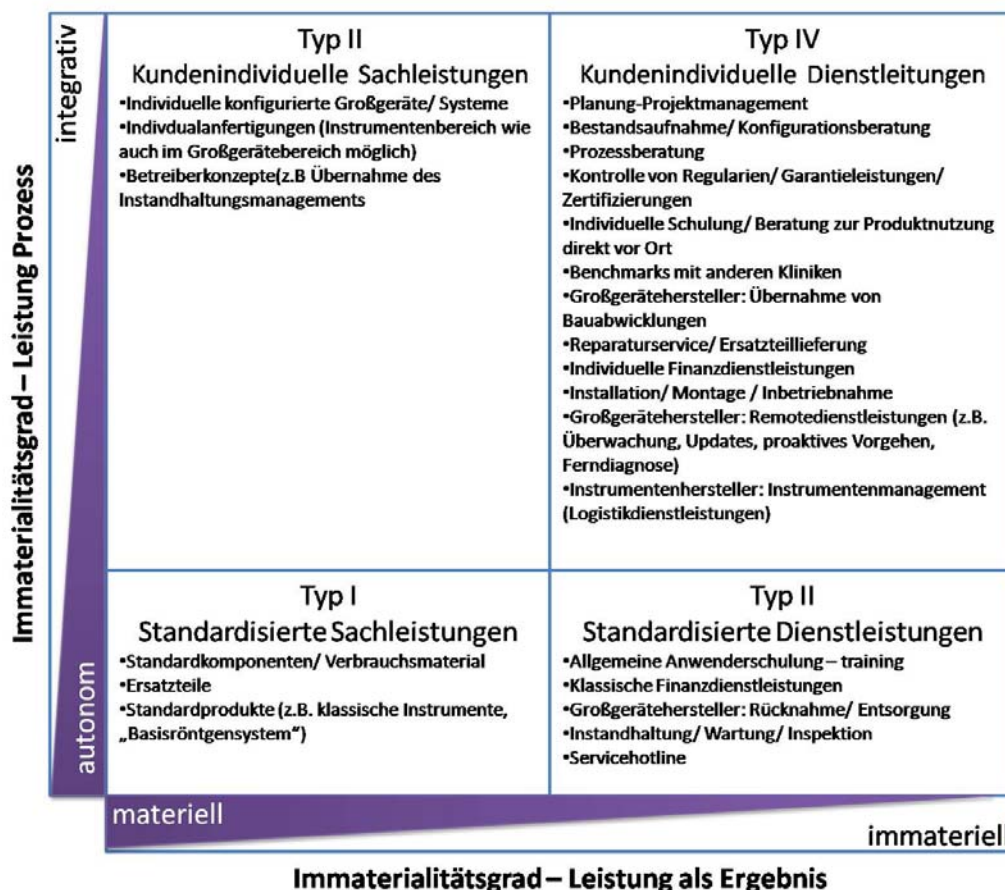 Immaterialitätsgrad – Leistung Prozess
integrativ
autonom
Typ II
Kundenindividuelle Sachleistungen
•Individuelle konfigurierte Großgeräte/ Systeme
•Indivdualanfertigungen (Instrumentenbereich wie
auch im Großgerätebereich möglich)
•Betreiberkonzepte(z.B Übernahme des
Instandhaltungsmanagements
Typ IV
Kundenindividuelle Dienstleitungen
•Planung-Projektmanagement
•Bestandsaufnahme/ Konfigurationsberatung
•Prozessberatung
•Kontrolle von Regularien/ Garantieleistungen/
Zertifizierungen
•Individuelle Schulung/ Beratung zur Produktnutzung
direkt vor Ort
•Benchmarks mit anderen Kliniken
•Großgerätehersteller: Übernahme von
Bauabwicklungen
•Reparaturservice/ Ersatzteillieferung
•Individuelle Finanzdienstleistungen
•Installation/ Montage / Inbetriebnahme
•Großgerätehersteller: Remotedienstleistungen (z.B.
Überwachung, Updates, proaktives Vorgehen,
Ferndiagnose)
•Instrumentenhersteller: Instrumentenmanagement
(Logistikdienstleistungen)
Typ I
Standardisierte Sachleistungen
•Standardkomponenten/ Verbrauchsmaterial
•Ersatzteile
•Standardprodukte (z.B. klassische Instrumente,
„Basisröntgensystem“)
Typ II
Standardisierte Dienstleistungen
•Allgemeine Anwenderschulung – training
•Klassische Finanzdienstleistungen
•Großgerätehersteller: Rücknahme/ Entsorgung
•Instandhaltung/ Wartung/ Inspektion
•Servicehotline
materiell
immateriell
Immaterialitätsgrad – Leistung als Ergebnis